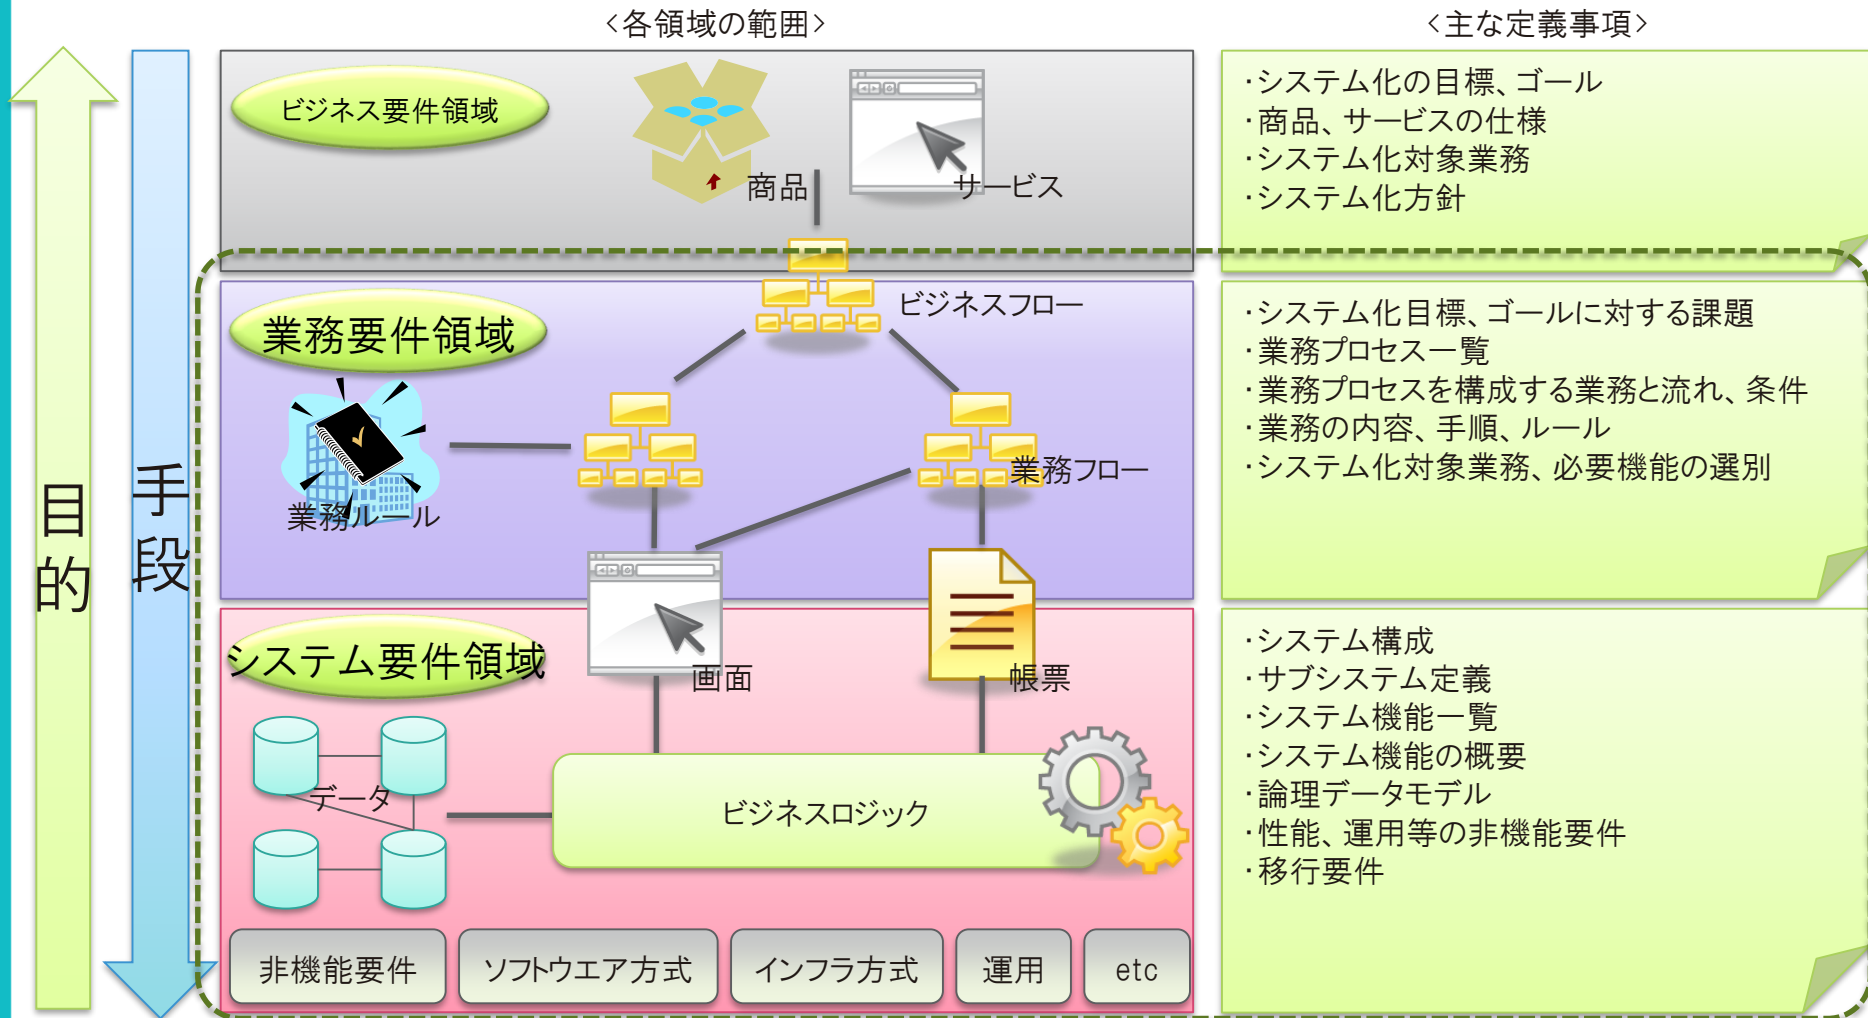 <各領域の範囲>
<主な定義事項>
目的
手段
ビジネス要件領域
商品
サービス
・システム化の目標、ゴール
・商品、サービスの仕様
・システム化対象業務
・システム化方針
業務要件領域
ビジネスフロー
業務ルール
業務フロー
・システム化目標、ゴールに対する課題
・業務プロセス一覧
・業務プロセスを構成する業務と流れ、条件
・業務の内容、手順、ルール
・システム化対象業務、必要機能の選別
システム要件領域
画面
帳票
データ
ビジネスロジック
非機能要件
ソフトウエア方式
インフラ方式
運用
etc
・システム構成
・サブシステム定義
・システム機能一覧
・システム機能の概要
・論理データモデル
・性能、運用等の非機能要件
・移行要件